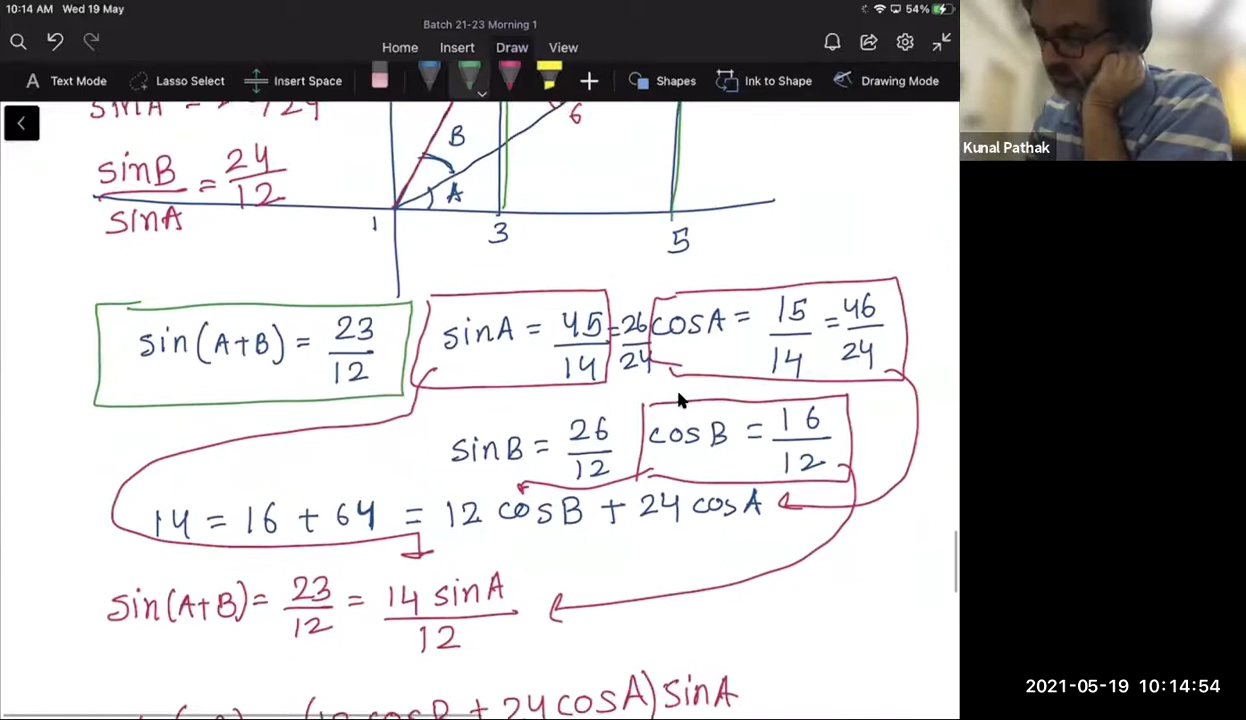 10:14 AM Wed 19 May
54%
Batch 21-23 Morning 1
Home Insert Draw View
A Text Mode Lasso Select Insert Space Shapes Ink to Shape Drawing Mode
Kunal Pathak
6
sinB/sinA = 24/12
B
A
1 3 5
sin(A+B) = 23/12 sinA = 45/14 = 26/24 cosA = 15/14 = 46/24
sinB = 26/12 cosB = 16/12
14 = 16 + 64 = 12 cosB + 24 cosA
sin(A+B) = 23/12 = 14 sinA/12
+ 24 cosA) sinA
2021-05-19 10:14:54